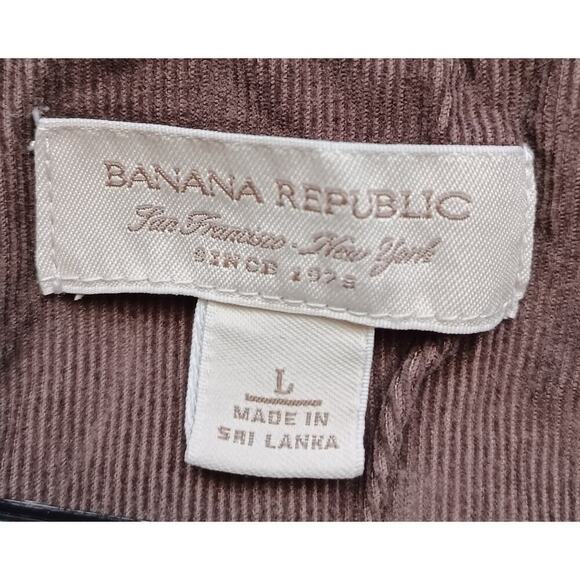 BANANA REPUBLIC
San Francisco - New York
SINCE 1978
L
MADE IN
SRI LANKA